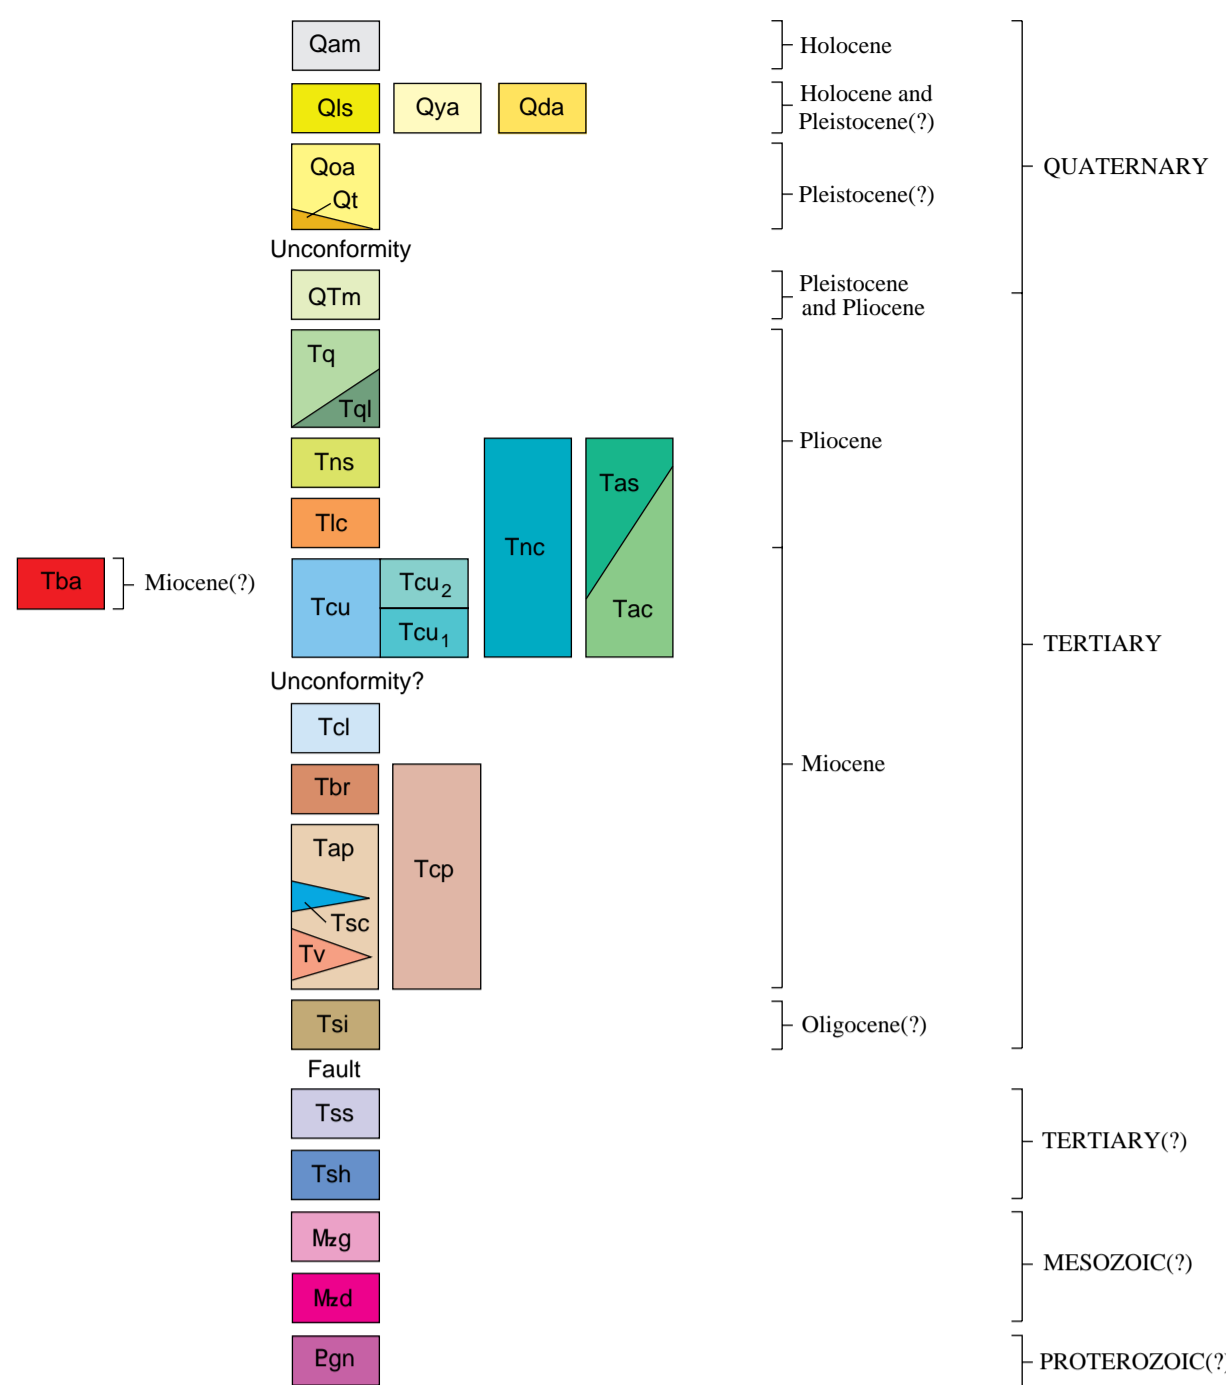 Qam
Holocene
Qls Qya Qda
Holocene and
Pleistocene(?)
Qoa
Qt
Pleistocene(?)
QUATERNARY
Unconformity
QTm
Pleistocene
and Pliocene
Tq
Tql
Tns
Tlc
Tnc
Tas
Tac
Pliocene
Tba
Miocene(?)
Tcu
Tcu2
Tcu1
TERTIARY
Unconformity?
Tcl
Tbr
Miocene
Tap
Tsc
Tv
Tcp
Tsi
Oligocene(?)
Fault
Tss
Tsh
TERTIARY(?)
Mzg
Mzd
MESOZOIC(?)
Pgn
PROTEROZOIC(?)